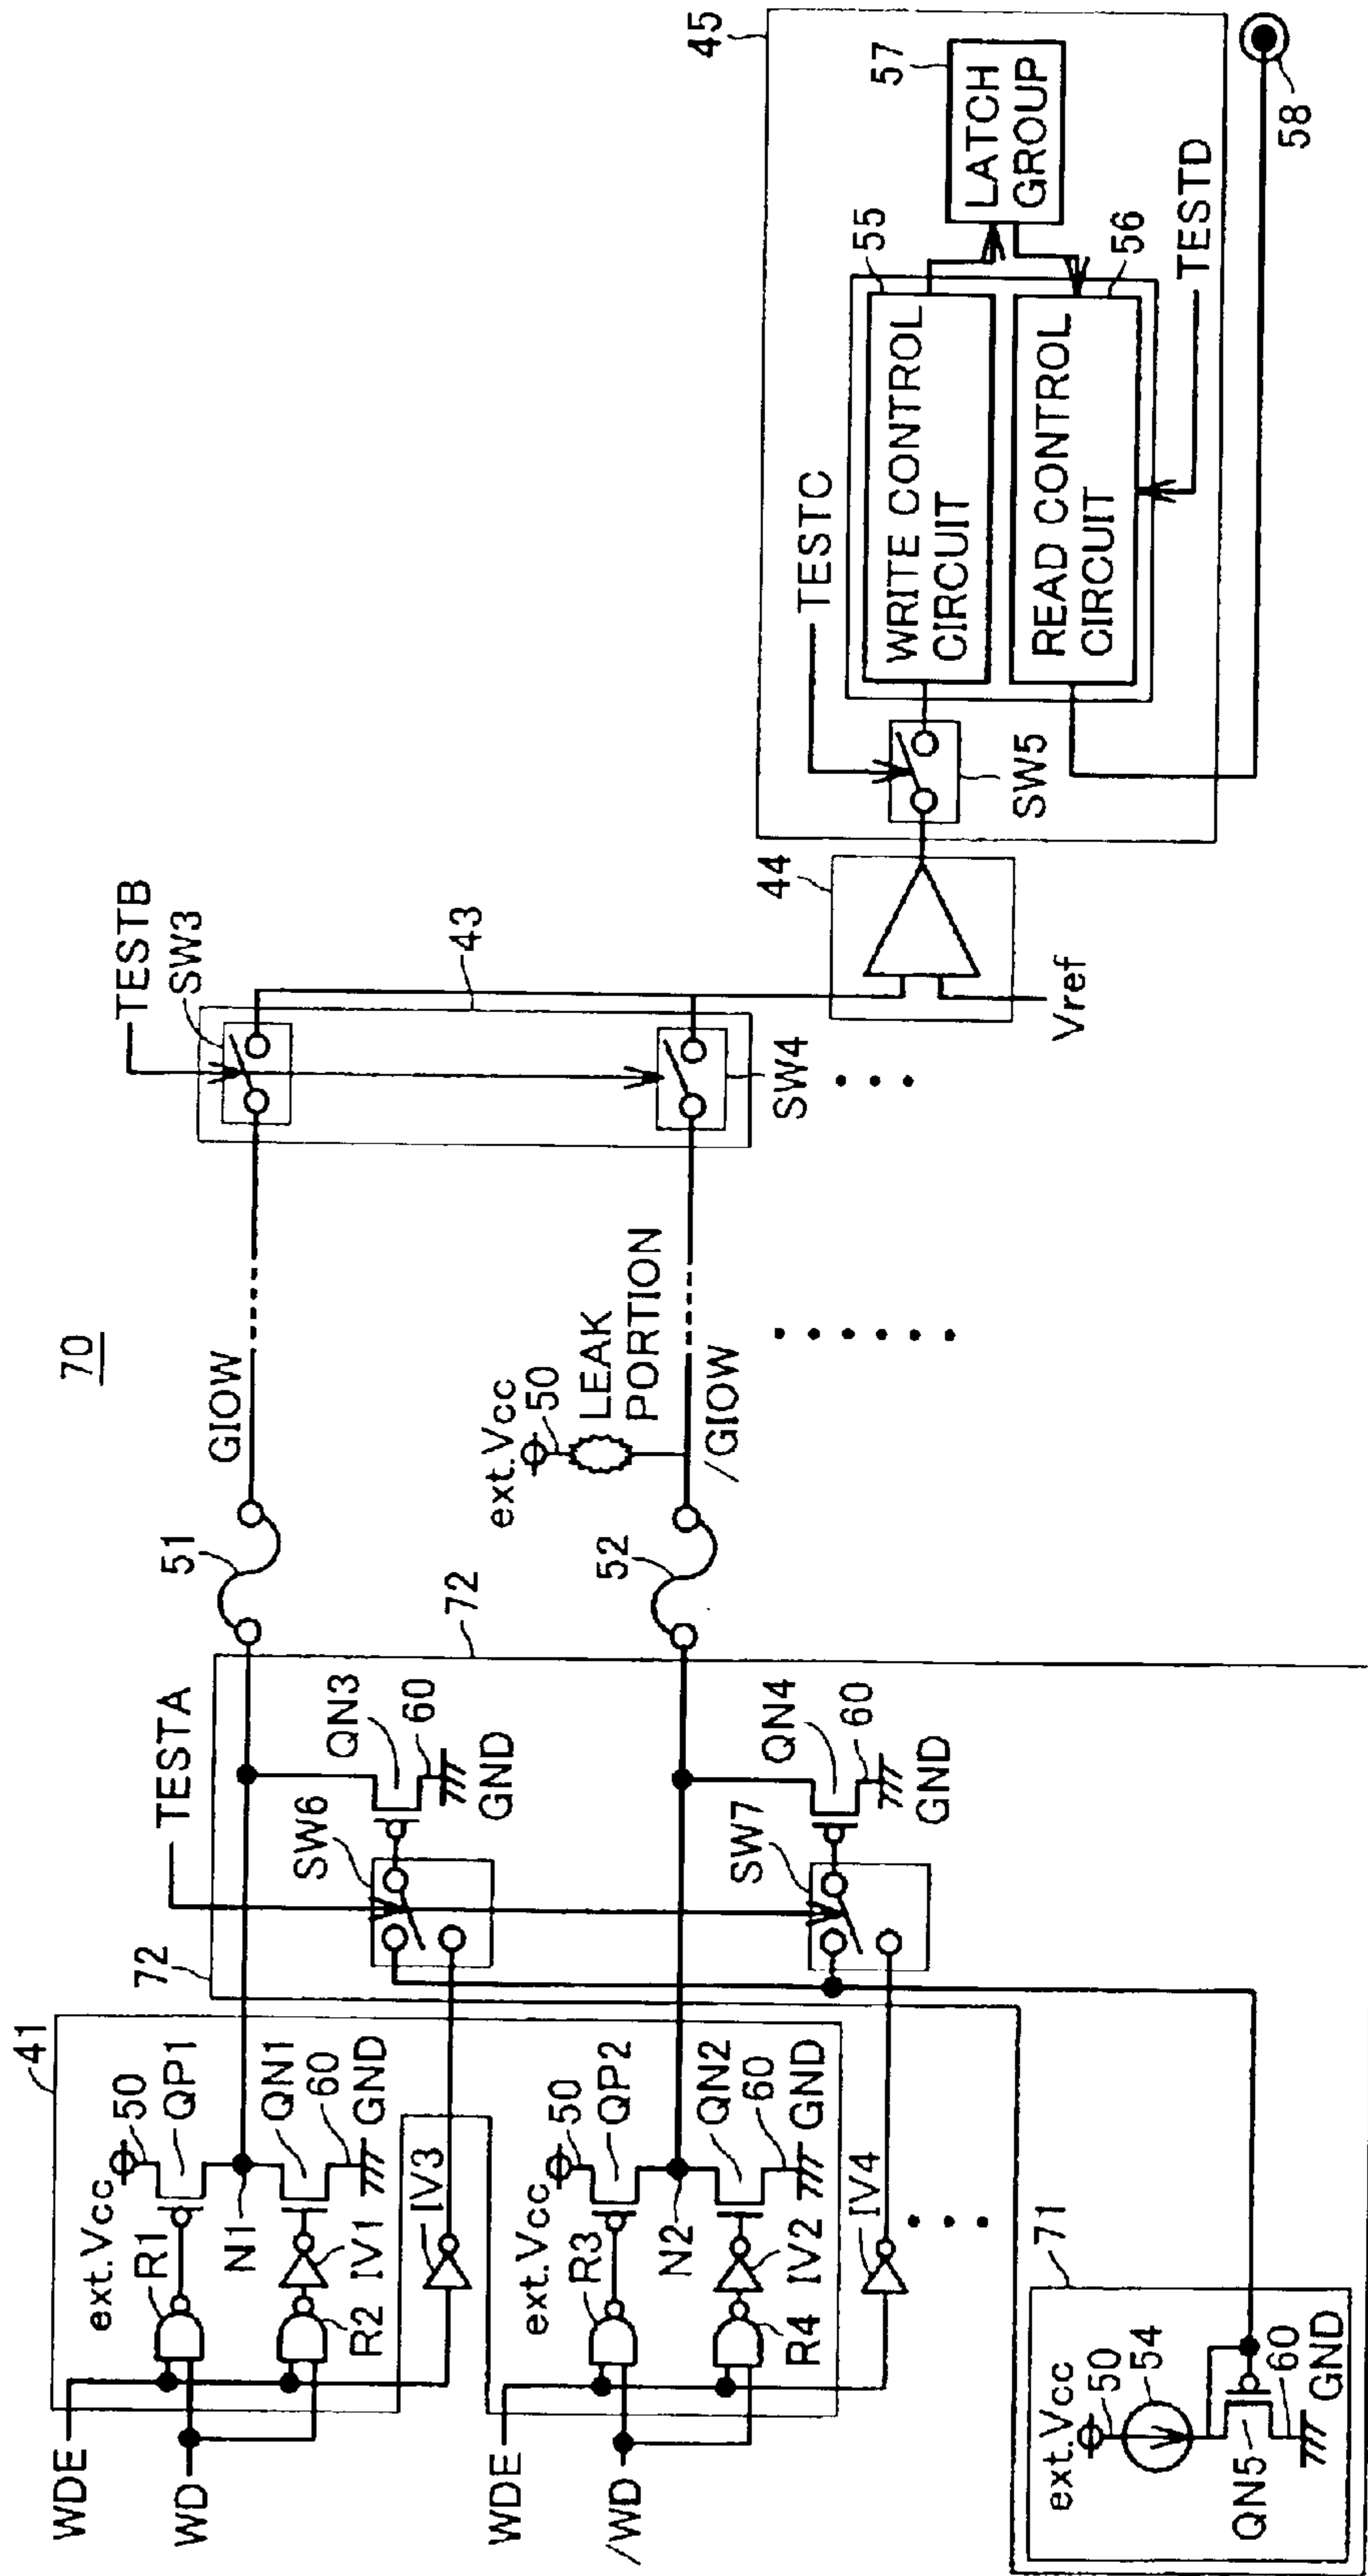 70
41
WDE
WD
ext.Vcc
50
R1
QP1
N1
QN1
60
GND
R2
IV1
IV3
WDE
/WD
ext.Vcc
50
R3
QP2
N2
QN2
60
GND
R4
IV2
IV4
71
ext.Vcc
50
54
QN5
60
GND
72
TESTA
SW6
QN3
60
GND
SW7
QN4
60
GND
72
51
52
GIOW
ext.Vcc
50
LEAK
PORTION
/GIOW
TESTB
SW3
43
SW4
44
Vref
45
TESTC
SW5
WRITE CONTROL
CIRCUIT
55
READ CONTROL
CIRCUIT
56
LATCH
GROUP
57
TESTD
58